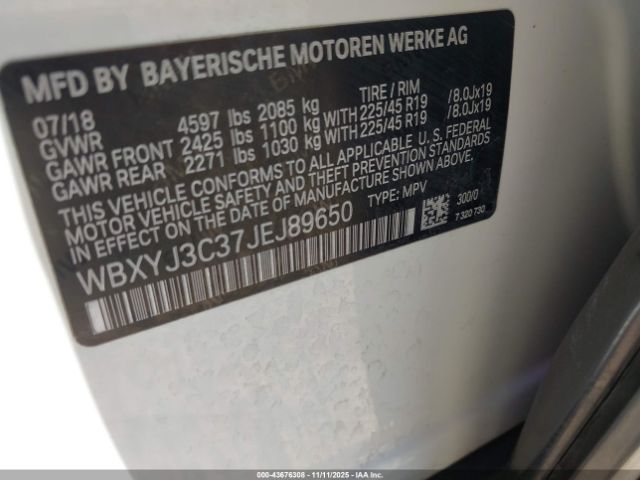 MFD BY BAYERISCHE MOTOREN WERKE AG
07/18 TIRE / RIM
GVWR 4597 lbs 2085 kg
GAWR FRONT 2425 lbs 1100 kg WITH 225/45 R19 /8.0Jx19
GAWR REAR 2271 lbs 1030 kg WITH 225/45 R19 /8.0Jx19
THIS VEHICLE CONFORMS TO ALL APPLICABLE U. S. FEDERAL
MOTOR VEHICLE SAFETY AND THEFT PREVENTION STANDARDS
IN EFFECT ON THE DATE OF MANUFACTURE SHOWN ABOVE.
TYPE: MPV
WBXYJ3C37JEJ89650
300/0
7 320 730
000-43676308 - 11/11/2025 - IAA Inc.